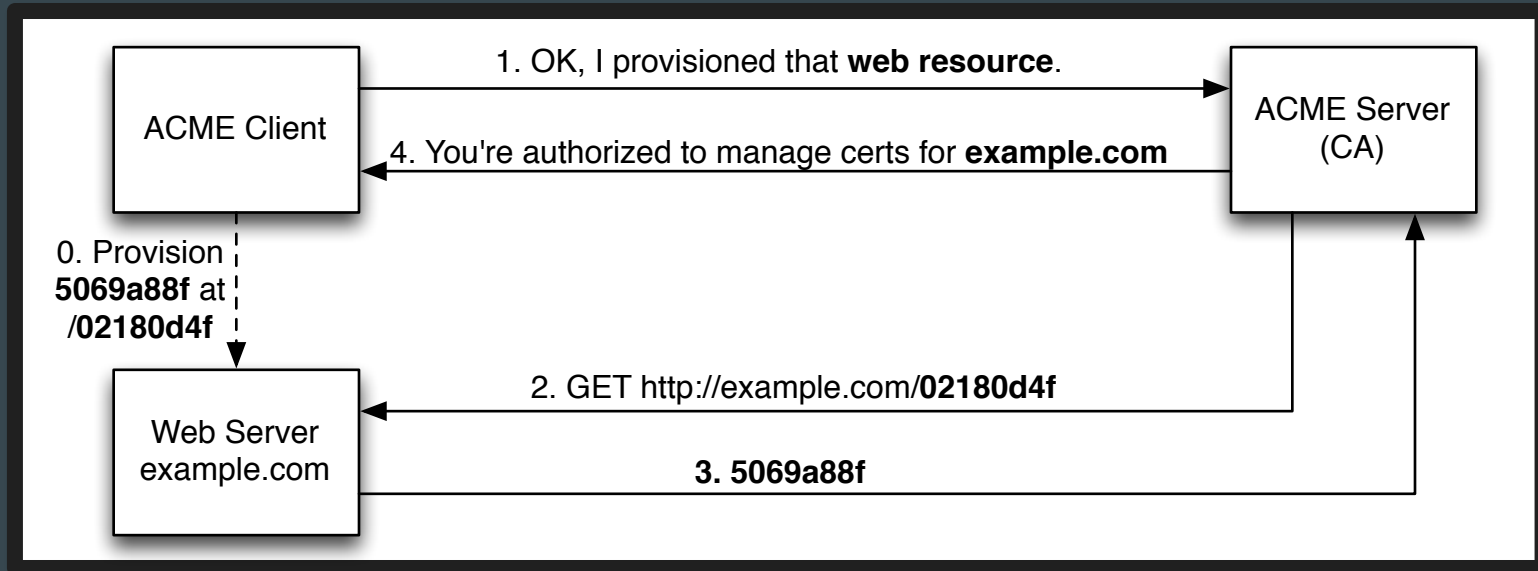 1. OK, I provisioned that web resource.
ACME Client
ACME Server
(CA)
4. You're authorized to manage certs for example.com
0. Provision
5069a88f at
/02180d4f
2. GET http://example.com/02180d4f
Web Server
example.com
3. 5069a88f